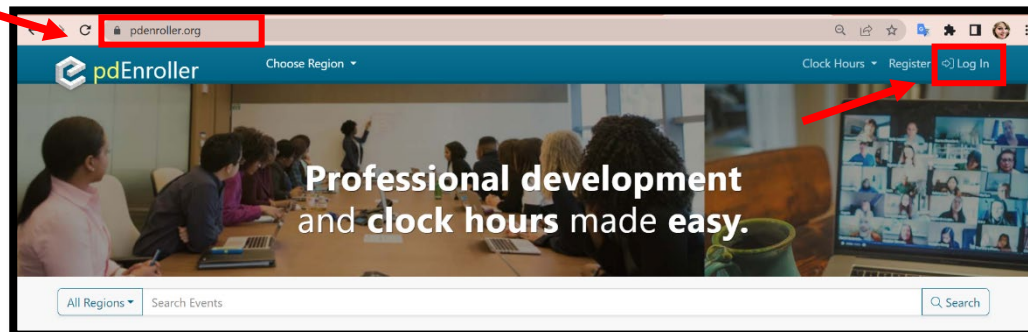 pdenroller.org
pdEnroller Choose Region Clock Hours Register Log In
Professional development
and clock hours made easy.
All Regions Search Events Search